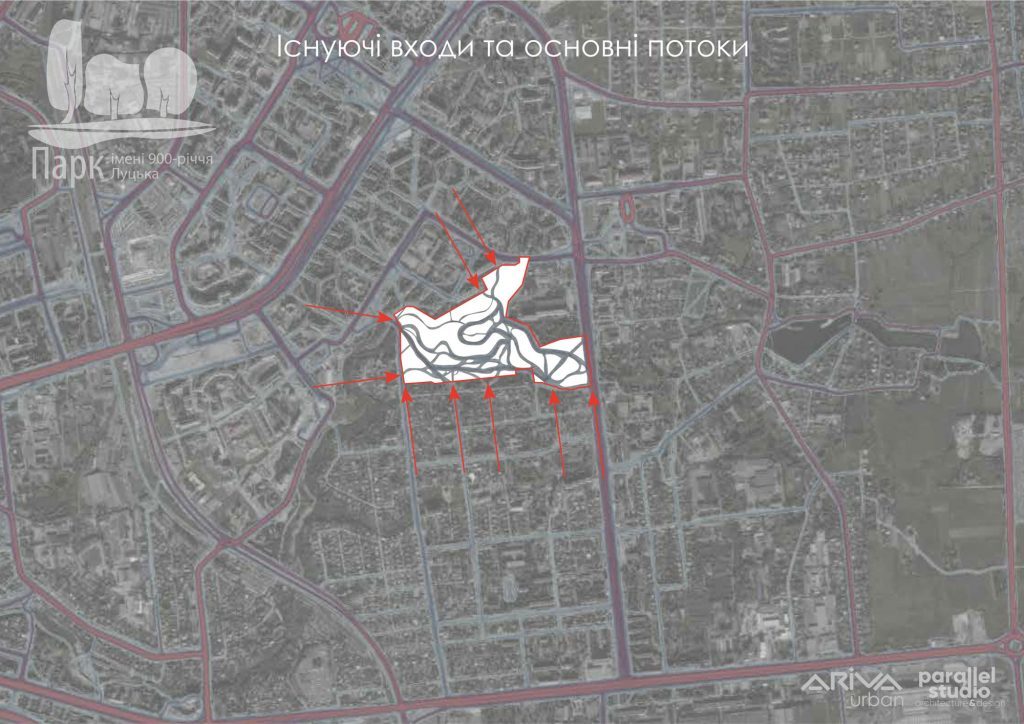 Існуючі входи та основні потоки
Парк імені 900-річчя
Луцька
ARIVA
urban
parallel
studio
architecture&design